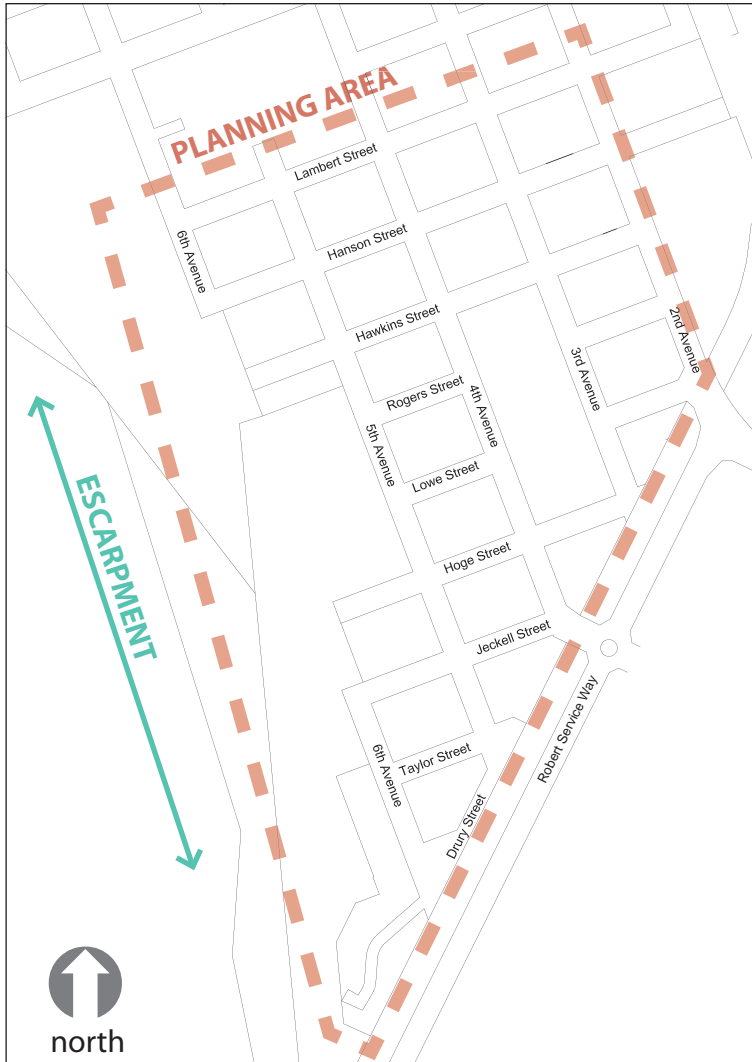 PLANNING AREA
Lambert Street
6th Avenue
Hanson Street
Hawkins Street
2nd Avenue
3rd Avenue
Rogers Street
4th Avenue
5th Avenue
Lowe Street
ESCARPMENT
Hoge Street
Jeckell Street
Robert Service Way
6th Avenue
Taylor Street
Drury Street
north